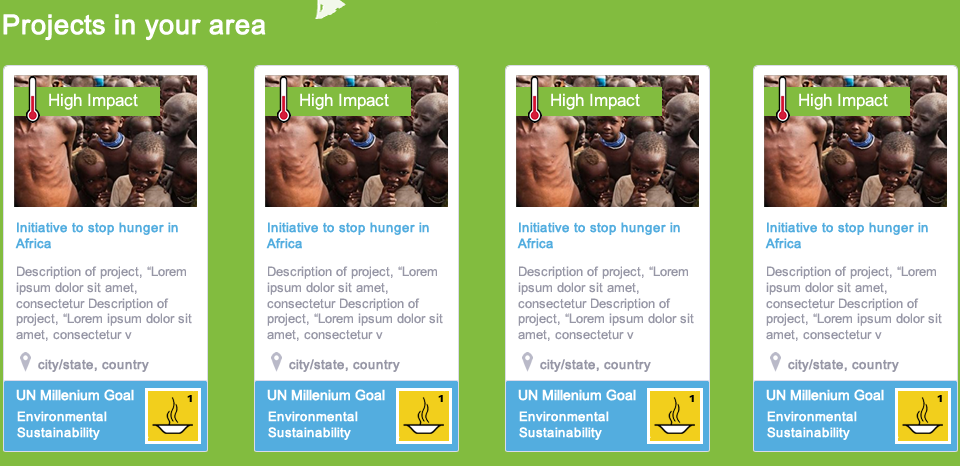 Projects in your area
High Impact
Initiative to stop hunger in
Africa
Description of project, “Lorem
ipsum dolor sit amet,
consectetur Description of
project, “Lorem ipsum dolor sit
amet, consectetur v
city/state, country
UN Millenium Goal
Environmental
Sustainability
1
High Impact
Initiative to stop hunger in
Africa
Description of project, “Lorem
ipsum dolor sit amet,
consectetur Description of
project, “Lorem ipsum dolor sit
amet, consectetur v
city/state, country
UN Millenium Goal
Environmental
Sustainability
1
High Impact
Initiative to stop hunger in
Africa
Description of project, “Lorem
ipsum dolor sit amet,
consectetur Description of
project, “Lorem ipsum dolor sit
amet, consectetur v
city/state, country
UN Millenium Goal
Environmental
Sustainability
1
High Impact
Initiative to stop hunger in
Africa
Description of project, “Lorem
ipsum dolor sit amet,
consectetur Description of
project, “Lorem ipsum dolor sit
amet, consectetur v
city/state, country
UN Millenium Goal
Environmental
Sustainability
1